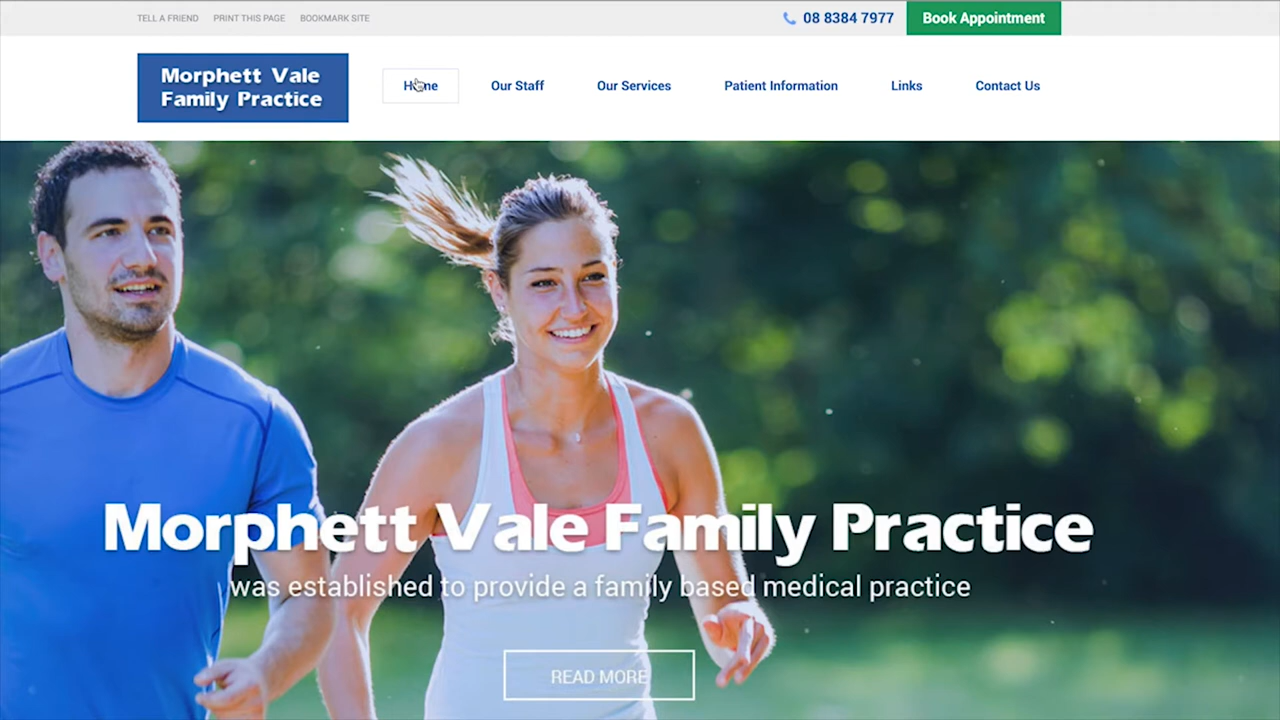 TELL A FRIEND PRINT THIS PAGE BOOKMARK SITE 08 8384 7977 Book Appointment
Morphett Vale
Family Practice
Home Our Staff Our Services Patient Information Links Contact Us
Morphett Vale Family Practice
was established to provide a family based medical practice
READ MORE